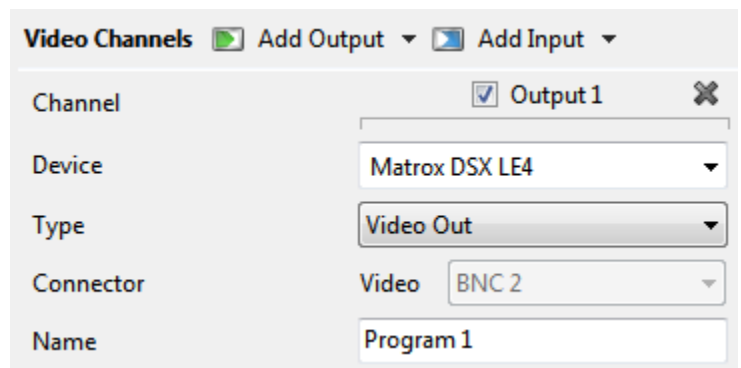 Video Channels Add Output Add Input
Channel Output 1
Device Matrox DSX LE4
Type Video Out
Connector Video BNC 2
Name Program 1